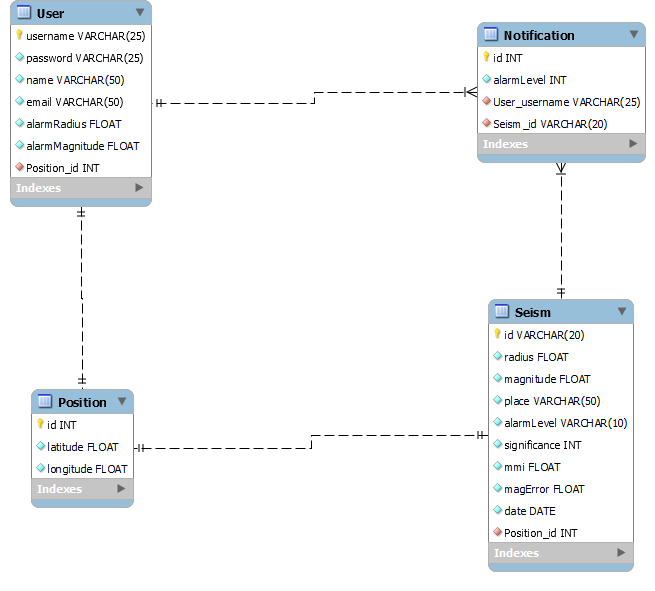 User
username VARCHAR(25)
password VARCHAR(25)
name VARCHAR(50)
email VARCHAR(50)
alarmRadius FLOAT
alarmMagnitude FLOAT
Position_id INT
Indexes
Notification
id INT
alarmLevel INT
User_username VARCHAR(25)
Seism_id VARCHAR(20)
Indexes
Position
id INT
latitude FLOAT
longitude FLOAT
Indexes
Seism
id VARCHAR(20)
radius FLOAT
magnitude FLOAT
place VARCHAR(50)
alarmLevel VARCHAR(10)
significance INT
mmi FLOAT
magError FLOAT
date DATE
Position_id INT
Indexes